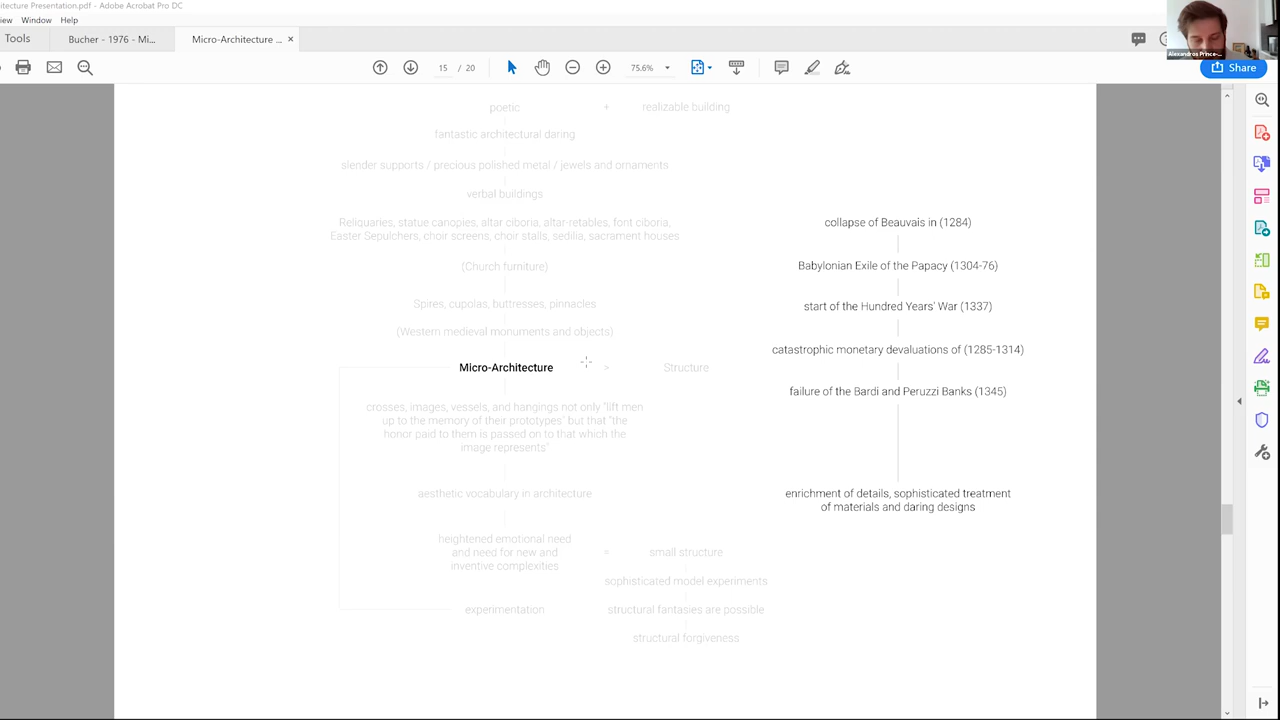 itecture Presentation.pdf - Adobe Acrobat Pro DC
iew Window Help
Tools
Bucher - 1976 - Mi...
Micro-Architecture ... ×
15 / 20
75.6%
Share
poetic + realizable building
fantastic architectural daring
slender supports / precious polished metal / jewels and ornaments
verbal buildings
Reliquaries, statue canopies, altar ciboria, altar-retables, font ciboria,
Easter Sepulchers, choir screens, choir stalls, sedilia, sacrament houses
(Church furniture)
Spires, cupolas, buttresses, pinnacles
(Western medieval monuments and objects)
Micro-Architecture > Structure
crosses, images, vessels, and hangings not only “lift men
up to the memory of their prototypes’ but that “the
honor paid to them is passed on to that which the
image represents”
aesthetic vocabulary in architecture
heightened emotional need
and need for new and
inventive complexities
= small structure
sophisticated model experiments
experimentation
structural fantasies are possible
structural forgiveness
collapse of Beauvais in (1284)
Babylonian Exile of the Papacy (1304-76)
start of the Hundred Years’ War (1337)
catastrophic monetary devaluations of (1285-1314)
failure of the Bardi and Peruzzi Banks (1345)
enrichment of details, sophisticated treatment
of materials and daring designs
Alexandros Prince-...